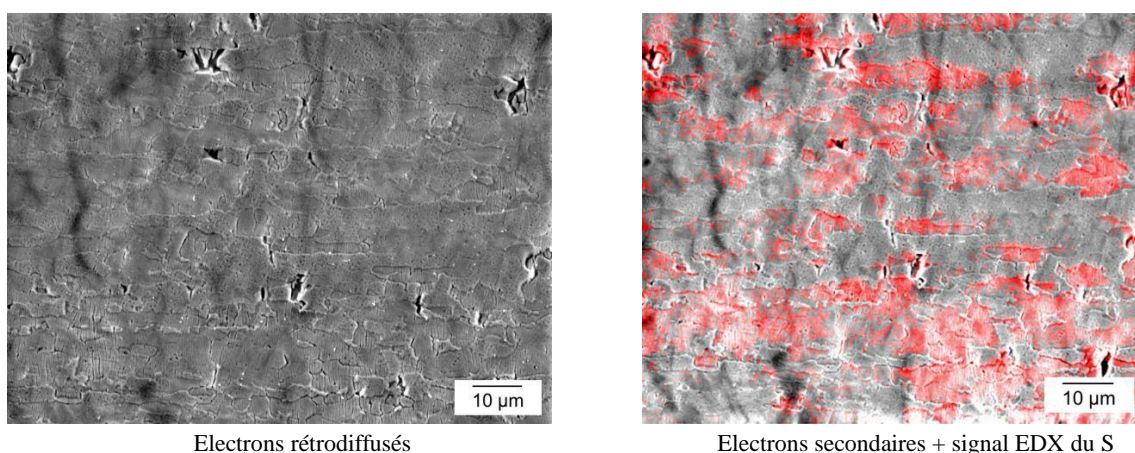 10 µm
10 µm
Electrons rétrodiffusés
Electrons secondaires + signal EDX du S